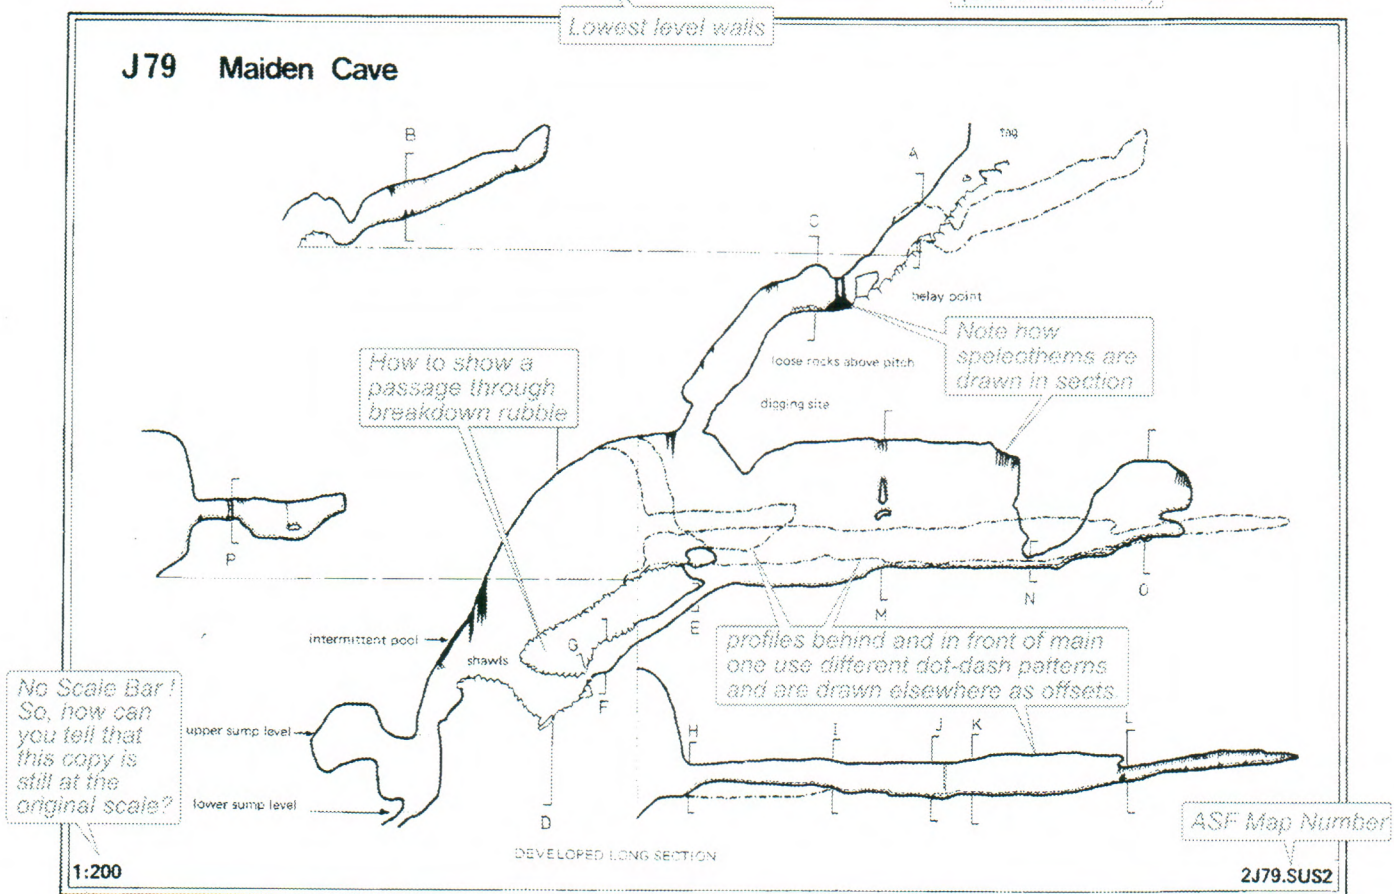 Lowest level walls
J79 Maiden Cave
B
A
tag
C
belay point
Note how
speleothems are
drawn in section
How to show a
passage through
breakdown rubble
loose rocks above pitch
digging site
P
E
M
N
O
intermittent pool
shawls
G
F
profiles behind and in front of main
one use different dot-dash patterns
and are drawn elsewhere as offsets.
No Scale Bar !
So, how can
you tell that
this copy is
still at the
original scale?
upper sump level
lower sump level
H
I
J
K
L
D
DEVELOPED LONG SECTION
ASF Map Number
1:200
2J79.SUS2